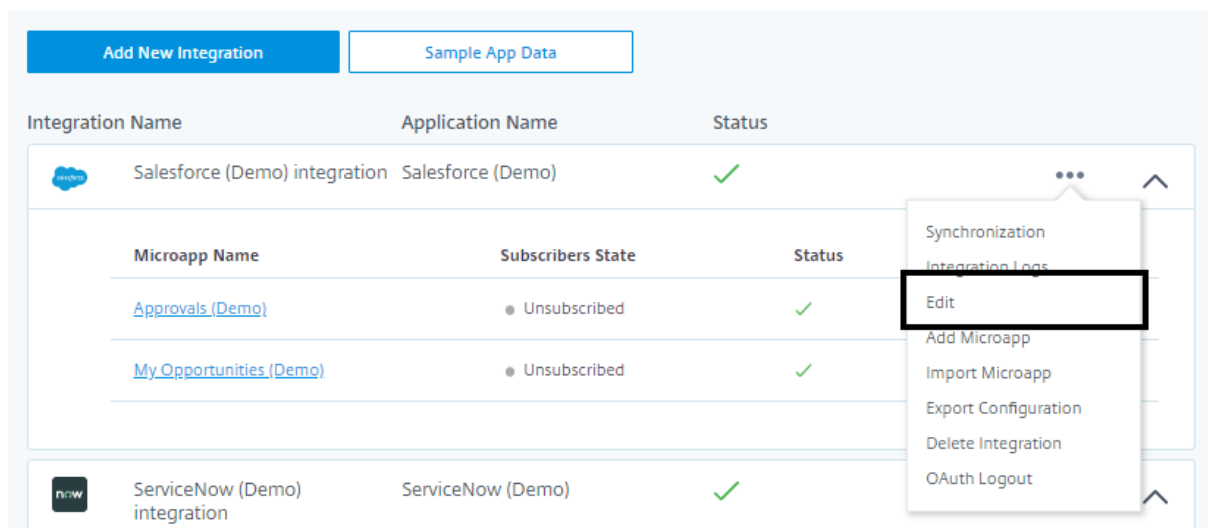 Add New Integration
Sample App Data
Integration Name
Application Name
Status
salesforce
Salesforce (Demo) integration
Salesforce (Demo)
Synchronization
Microapp Name
Subscribers State
Status
Integration Logs
Approvals (Demo)
Unsubscribed
Edit
Add Microapp
My Opportunities (Demo)
Unsubscribed
Import Microapp
Export Configuration
Delete Integration
OAuth Logout
now
ServiceNow (Demo)
integration
ServiceNow (Demo)